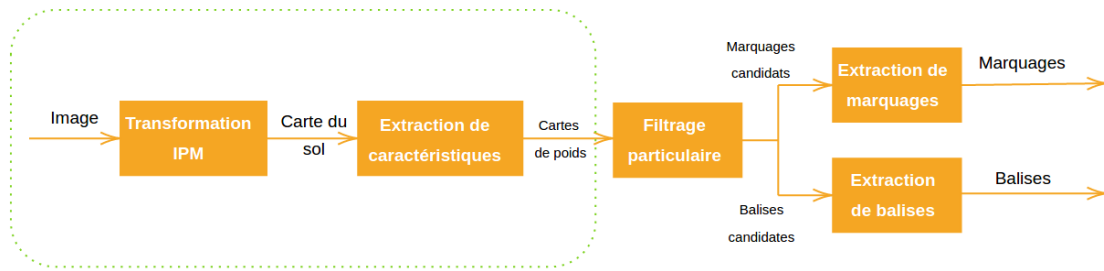 Image
Transformation
IPM
Carte du
sol
Extraction de
caractéristiques
Cartes
de poids
Filtrage
particulaire
Marquages
candidats
Extraction de
marquages
Marquages
Balises
candidates
Extraction
de balises
Balises